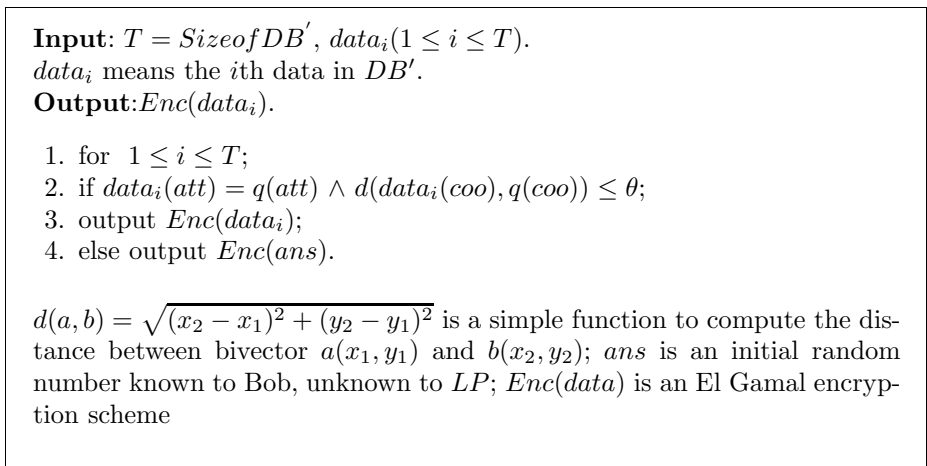 Input: T = SizeofDB′, data_i(1 ≤ i ≤ T).
data_i means the ith data in DB′.
Output:Enc(data_i).
1. for 1 ≤ i ≤ T;
2. if data_i(att) = q(att) ∧ d(data_i(coo), q(coo)) ≤ θ;
3. output Enc(data_i);
4. else output Enc(ans).
d(a, b) = √((x_2 − x_1)^2 + (y_2 − y_1)^2) is a simple function to compute the dis-
tance between bivector a(x_1, y_1) and b(x_2, y_2); ans is an initial random
number known to Bob, unknown to LP; Enc(data) is an El Gamal encryp-
tion scheme